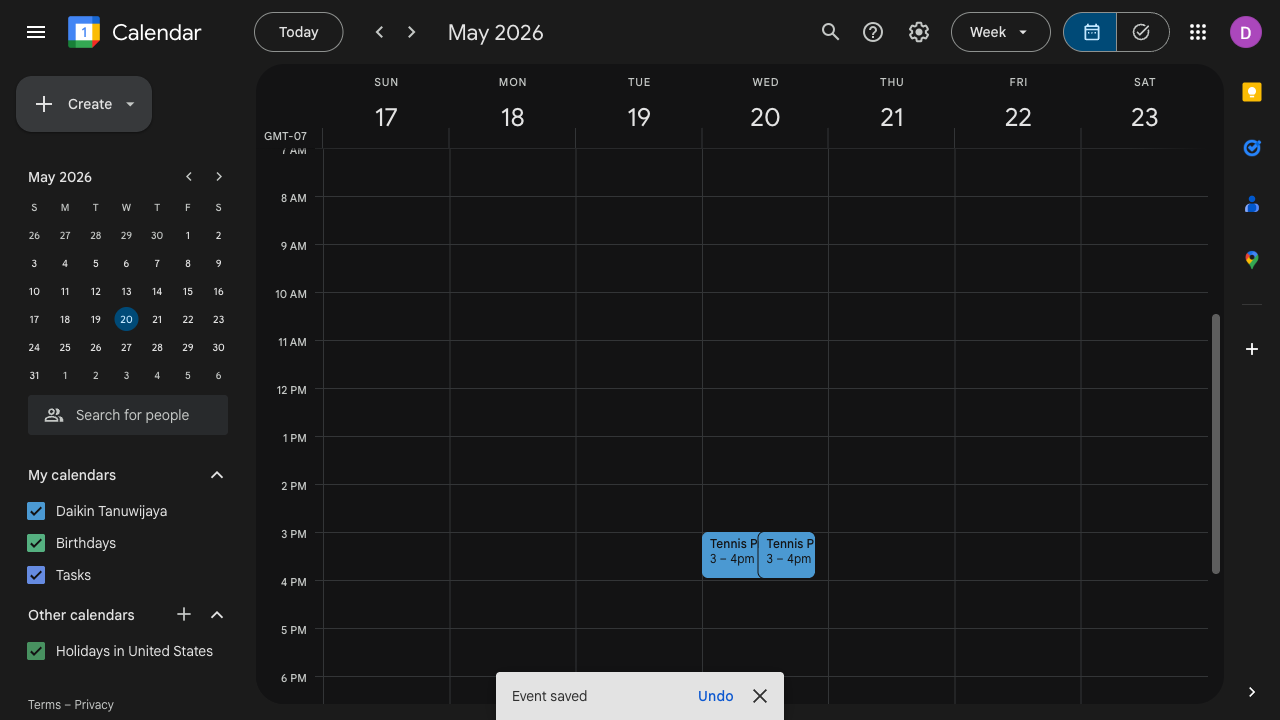 1 Calendar
Today
May 2026
Week
D
Create
May 2026
S M T W T F S
26 27 28 29 30 1 2
3 4 5 6 7 8 9
10 11 12 13 14 15 16
17 18 19 20 21 22 23
24 25 26 27 28 29 30
31 1 2 3 4 5 6
Search for people
My calendars
Daikin Tanuwijaya
Birthdays
Tasks
Other calendars
Holidays in United States
Terms – Privacy
SUN MON TUE WED THU FRI SAT
17 18 19 20 21 22 23
GMT-07
7 AM
8 AM
9 AM
10 AM
11 AM
12 PM
1 PM
2 PM
3 PM
Tennis P Tennis P
3 – 4pm 3 – 4pm
4 PM
5 PM
6 PM
Event saved Undo